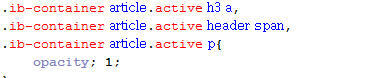 .ib-container article.active h3 a,
.ib-container article.active header span,
.ib-container article.active p{
opacity; 1;